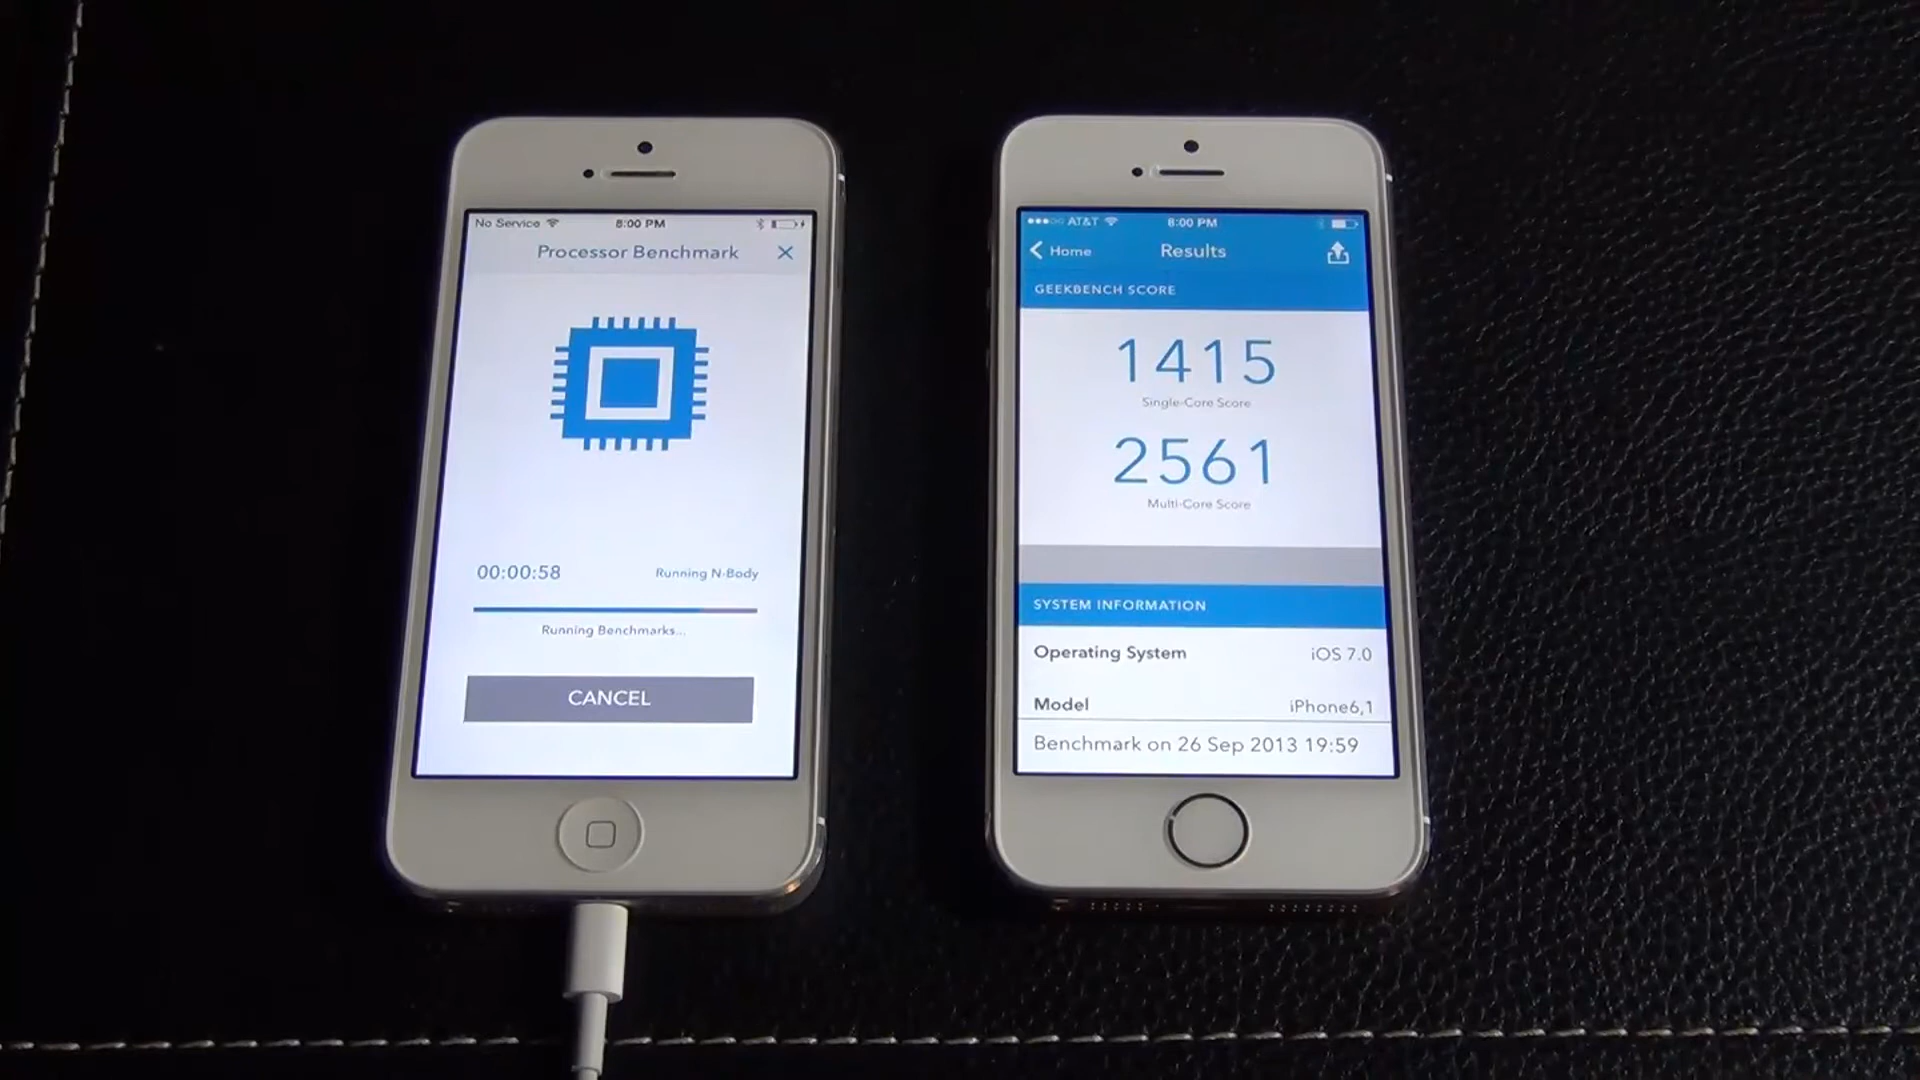 No Service 8:00 PM
Processor Benchmark
00:00:58 Running N-Body
Running Benchmarks...
CANCEL
AT&T 8:00 PM
Home Results
GEEKBENCH SCORE
1415
Single-Core Score
2561
Multi-Core Score
SYSTEM INFORMATION
Operating System iOS 7.0
Model iPhone6,1
Benchmark on 26 Sep 2013 19:59